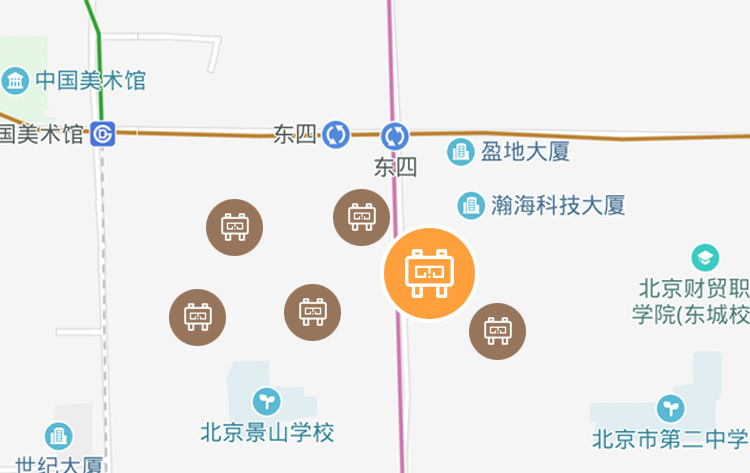 中国美术馆
国美术馆
东四
东四
盈地大厦
瀚海科技大厦
北京财贸职
学院(东城校
北京景山学校
北京市第二中学
世纪大厦